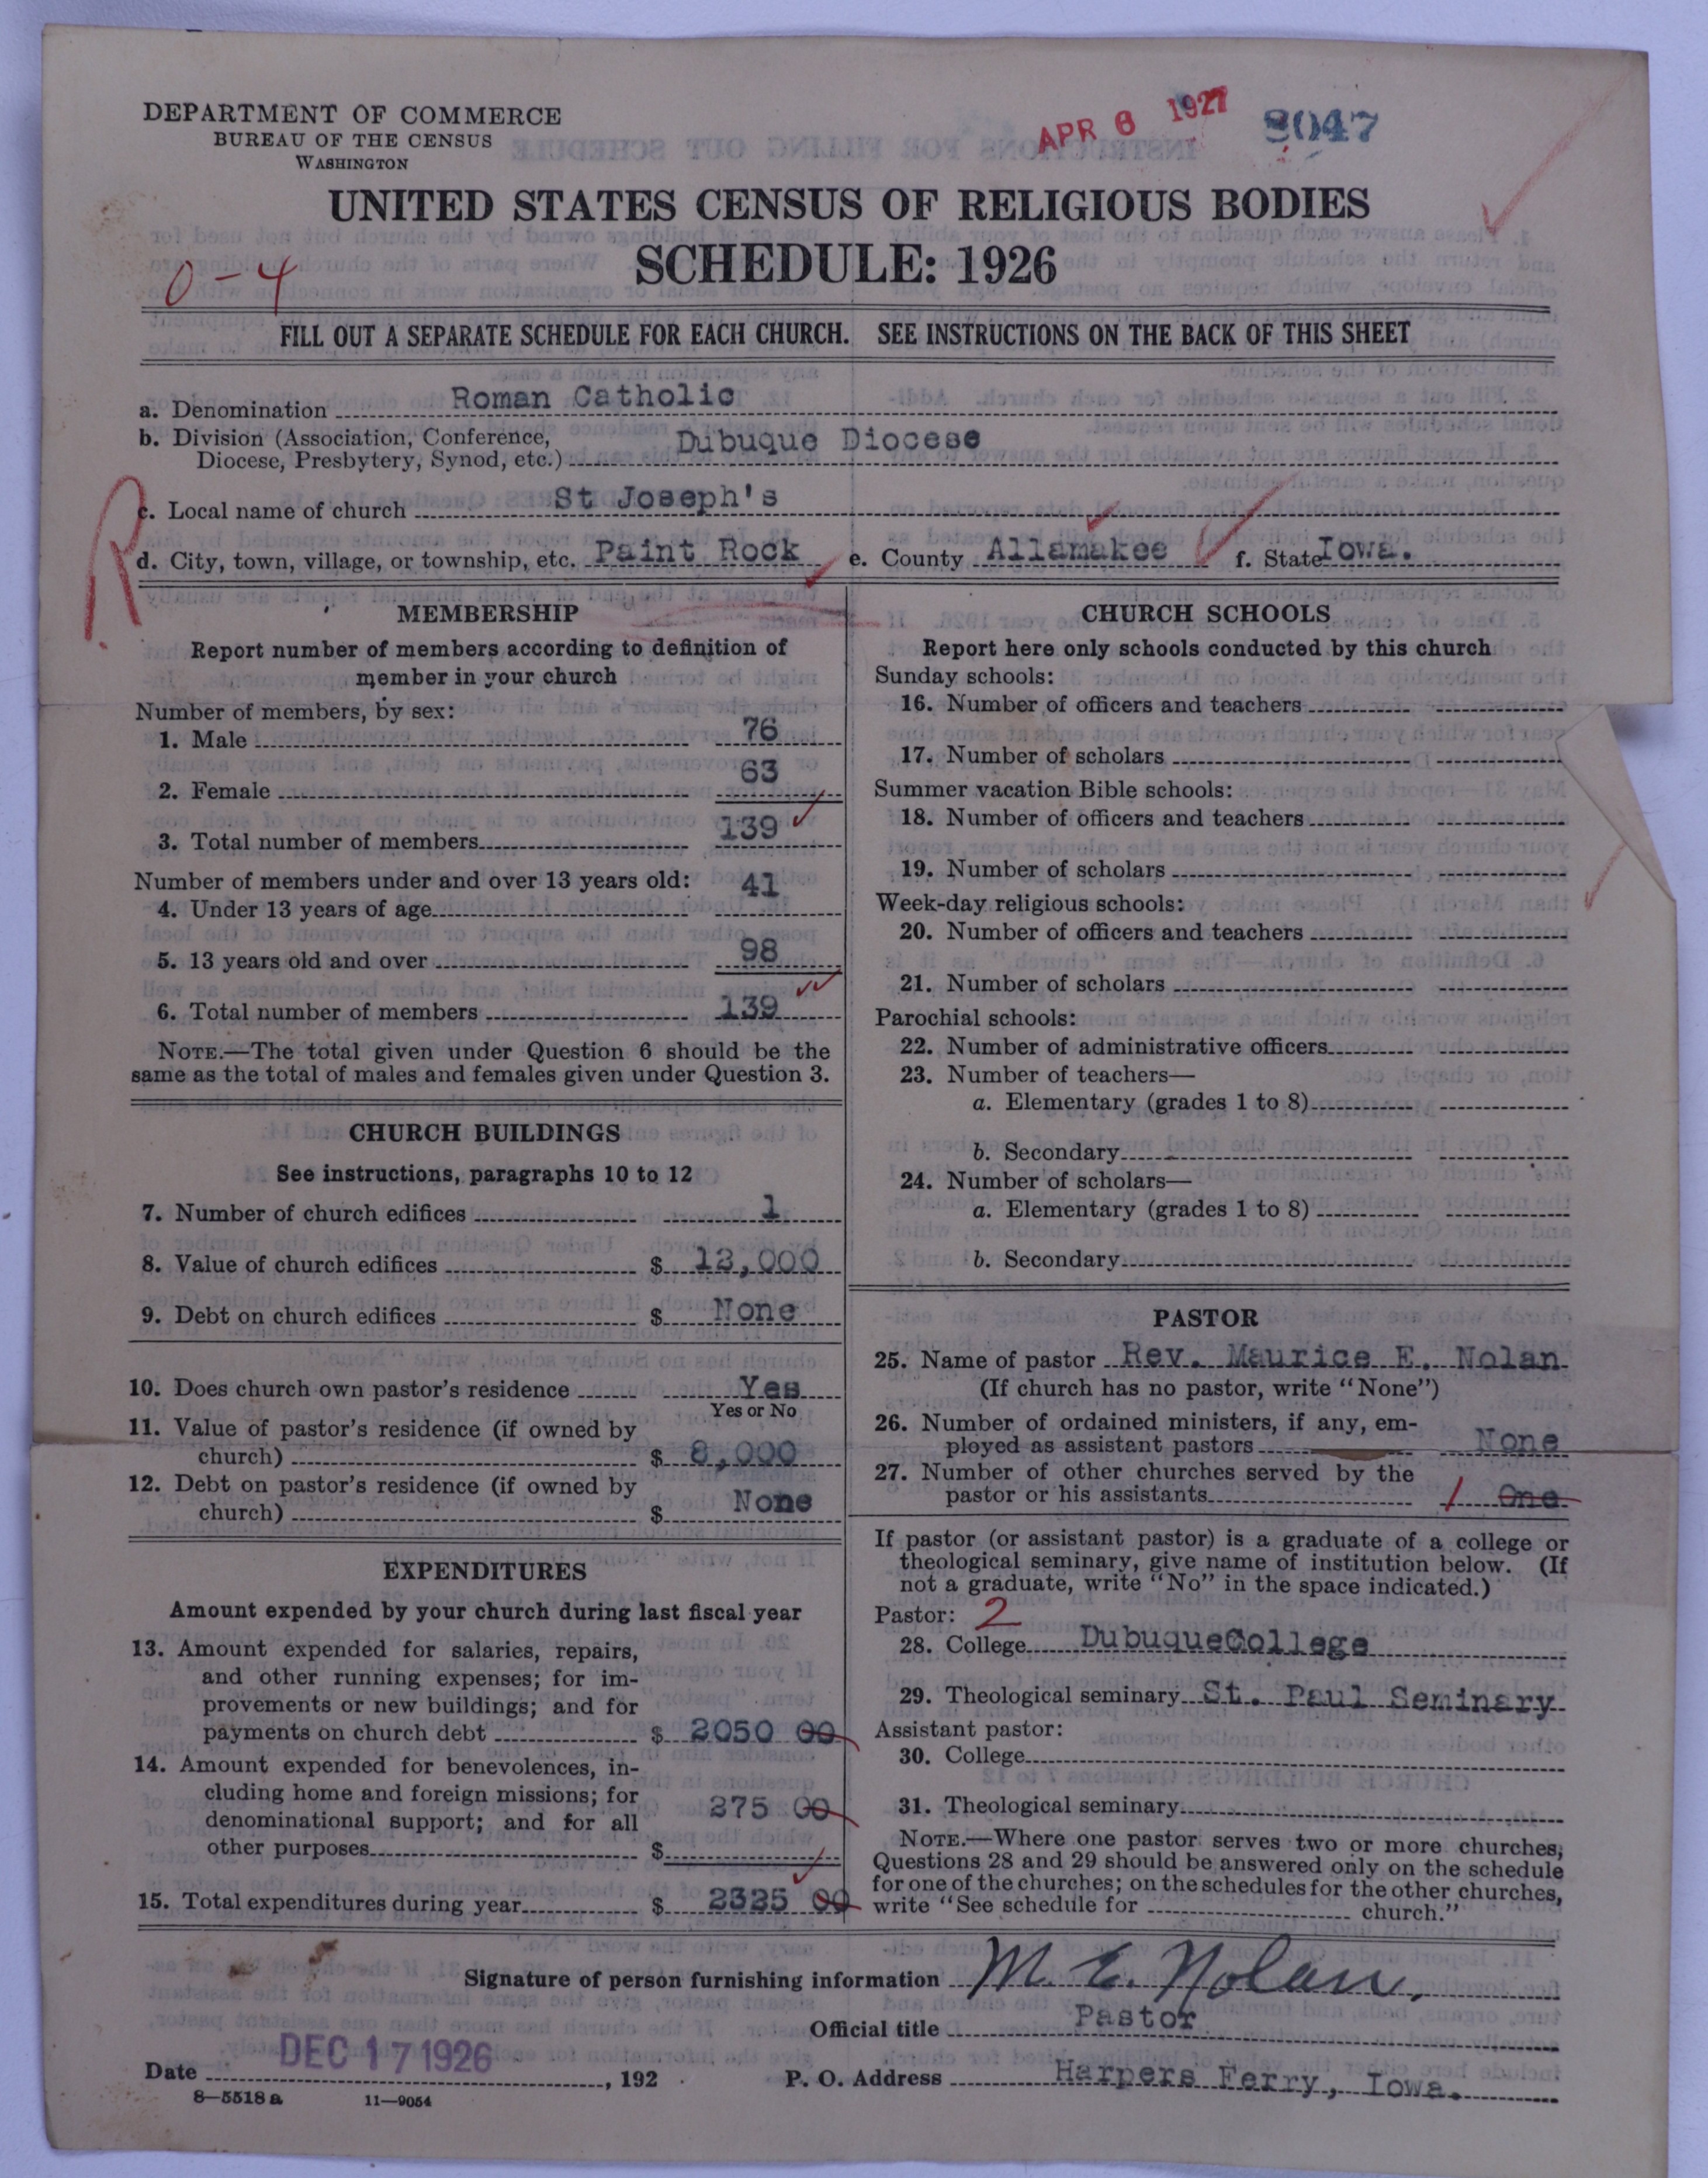 DEPARTMENT OF COMMERCE
BUREAU OF THE CENSUS
WASHINGTON
APR 6 1927
8047
UNITED STATES CENSUS OF RELIGIOUS BODIES
SCHEDULE: 1926
0-4
FILL OUT A SEPARATE SCHEDULE FOR EACH CHURCH. SEE INSTRUCTIONS ON THE BACK OF THIS SHEET
a. Denomination Roman Catholic
b. Division (Association, Conference,
Diocese, Presbytery, Synod, etc.) Dubuque Diocese
R
c. Local name of church St Joseph's
d. City, town, village, or township, etc. Paint Rock e. County Allamakee f. State Iowa.
MEMBERSHIP
Report number of members according to definition of
member in your church
Number of members, by sex:
1. Male 76
2. Female 63
3. Total number of members 139
Number of members under and over 13 years old:
4. Under 13 years of age 41
5. 13 years old and over 98
6. Total number of members 139
NOTE.—The total given under Question 6 should be the
same as the total of males and females given under Question 3.
CHURCH BUILDINGS
See instructions, paragraphs 10 to 12
7. Number of church edifices 1
8. Value of church edifices $ 12,000
9. Debt on church edifices $ None
10. Does church own pastor's residence Yes
Yes or No
11. Value of pastor's residence (if owned by
church) $ 8,000
12. Debt on pastor's residence (if owned by
church) $ None
EXPENDITURES
Amount expended by your church during last fiscal year
13. Amount expended for salaries, repairs,
and other running expenses; for im-
provements or new buildings; and for
payments on church debt $ 2050 00
14. Amount expended for benevolences, in-
cluding home and foreign missions; for
denominational support; and for all
other purposes $ 275 00
15. Total expenditures during year $ 2325 00
CHURCH SCHOOLS
Report here only schools conducted by this church
Sunday schools:
16. Number of officers and teachers
17. Number of scholars
Summer vacation Bible schools:
18. Number of officers and teachers
19. Number of scholars
Week-day religious schools:
20. Number of officers and teachers
21. Number of scholars
Parochial schools:
22. Number of administrative officers
23. Number of teachers—
a. Elementary (grades 1 to 8)
b. Secondary
24. Number of scholars—
a. Elementary (grades 1 to 8)
b. Secondary
PASTOR
25. Name of pastor Rev. Maurice E. Nolan
(If church has no pastor, write "None")
26. Number of ordained ministers, if any, em-
ployed as assistant pastors None
27. Number of other churches served by the
pastor or his assistants 1 One
If pastor (or assistant pastor) is a graduate of a college or
theological seminary, give name of institution below. (If
not a graduate, write "No" in the space indicated.)
Pastor: 2
28. College DubuqueCollege
29. Theological seminary St. Paul Seminary
Assistant pastor:
30. College
31. Theological seminary
NOTE.—Where one pastor serves two or more churches,
Questions 28 and 29 should be answered only on the schedule
for one of the churches; on the schedules for the other churches,
write "See schedule for church."
Signature of person furnishing information M. E. Nolan.
Official title Pastor
Date DEC 17 1926, 192 P. O. Address Harpers Ferry, Iowa.
8—5518 a 11—9054